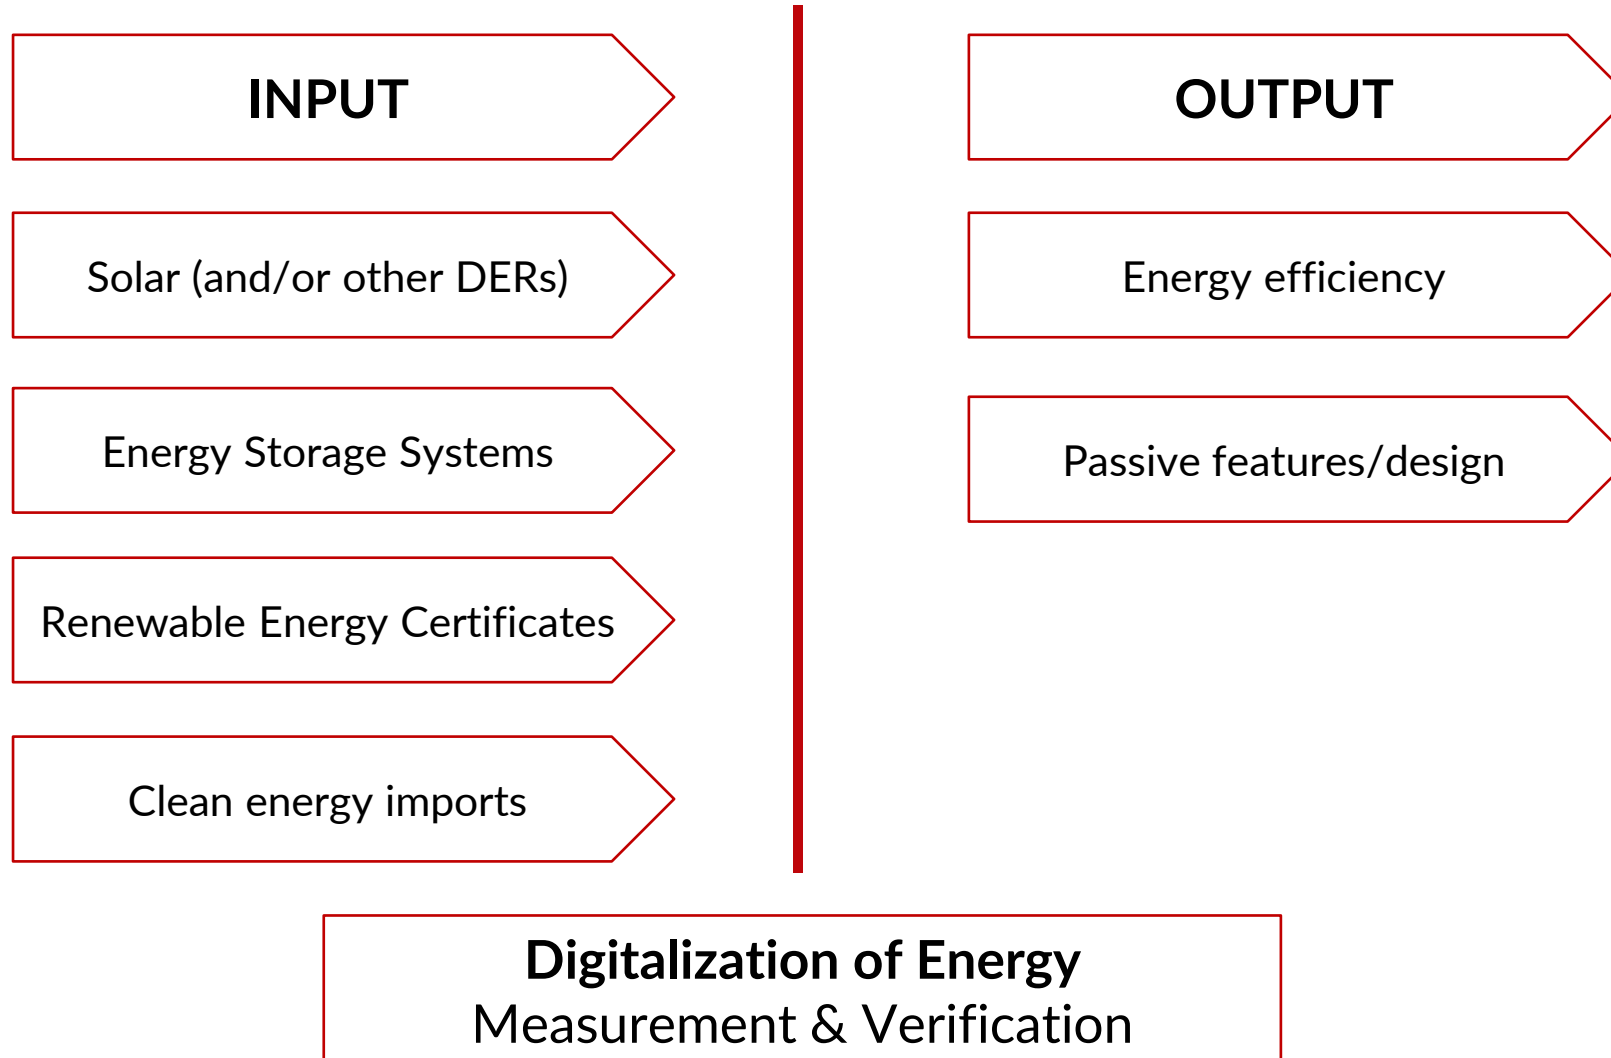 INPUT
Solar (and/or other DERs)
Energy Storage Systems
Renewable Energy Certificates
Clean energy imports
OUTPUT
Energy efficiency
Passive features/design
Digitalization of Energy
Measurement & Verification